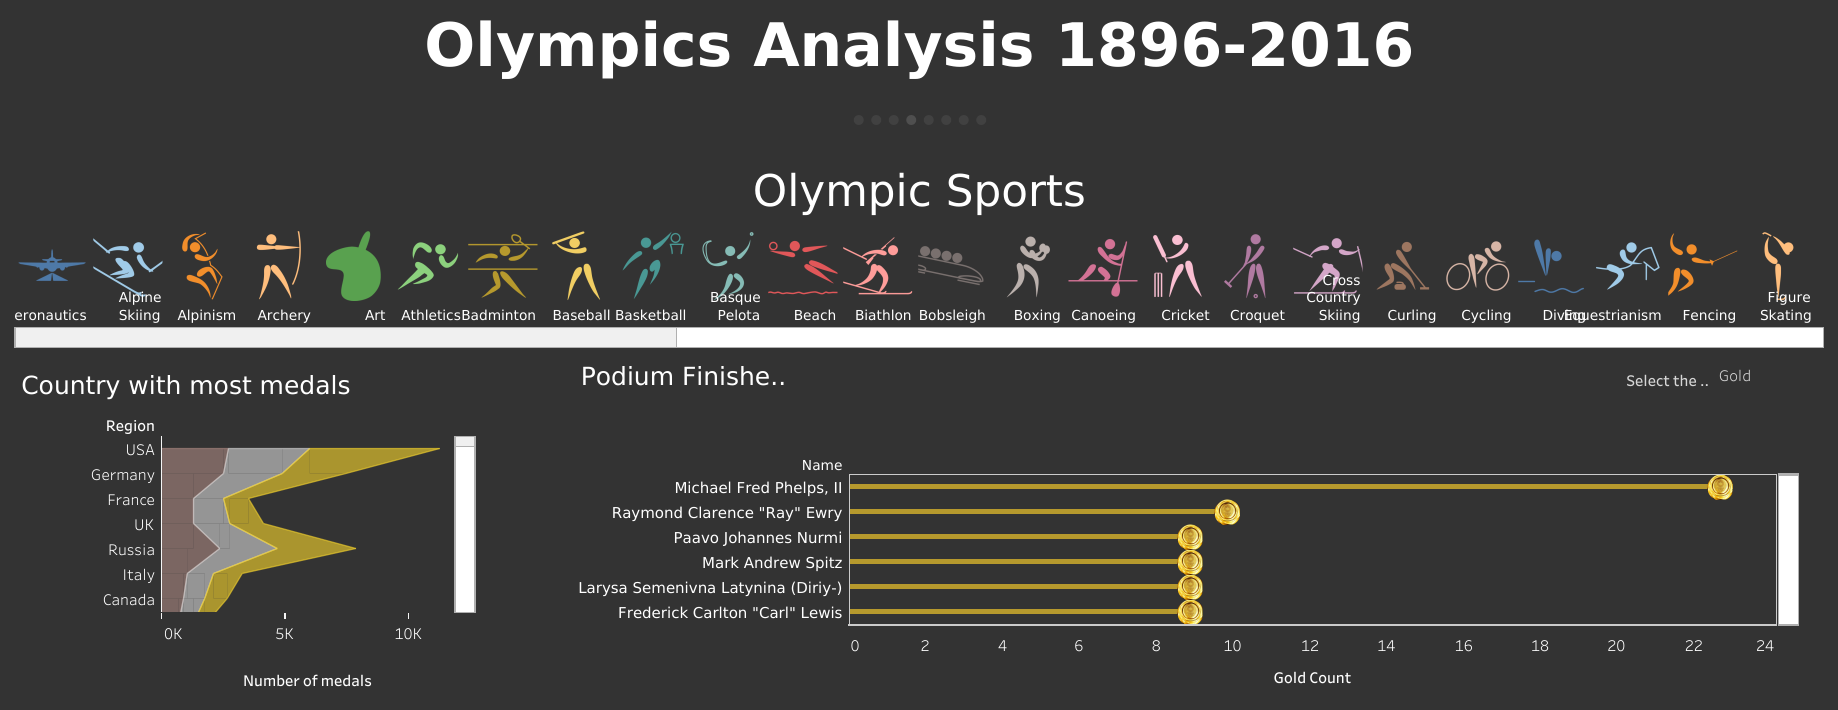 Olympics Analysis 1896-2016
Olympic Sports
eronautics
Alpine
Skiing
Alpinism
Archery
Art
Athletics
Badminton
Baseball
Basketball
Basque
Pelota
Beach
Biathlon
Bobsleigh
Boxing
Canoeing
Cricket
Croquet
Cross
Country
Skiing
Curling
Cycling
Diving
Equestrianism
Fencing
Figure
Skating
Country with most medals
Region
USA
Germany
France
UK
Russia
Italy
Canada
0K 5K 10K
Number of medals
Podium Finishe..
Select the .. Gold
Name
Michael Fred Phelps, II
Raymond Clarence "Ray" Ewry
Paavo Johannes Nurmi
Mark Andrew Spitz
Larysa Semenivna Latynina (Diriy-)
Frederick Carlton "Carl" Lewis
0 2 4 6 8 10 12 14 16 18 20 22 24
Gold Count